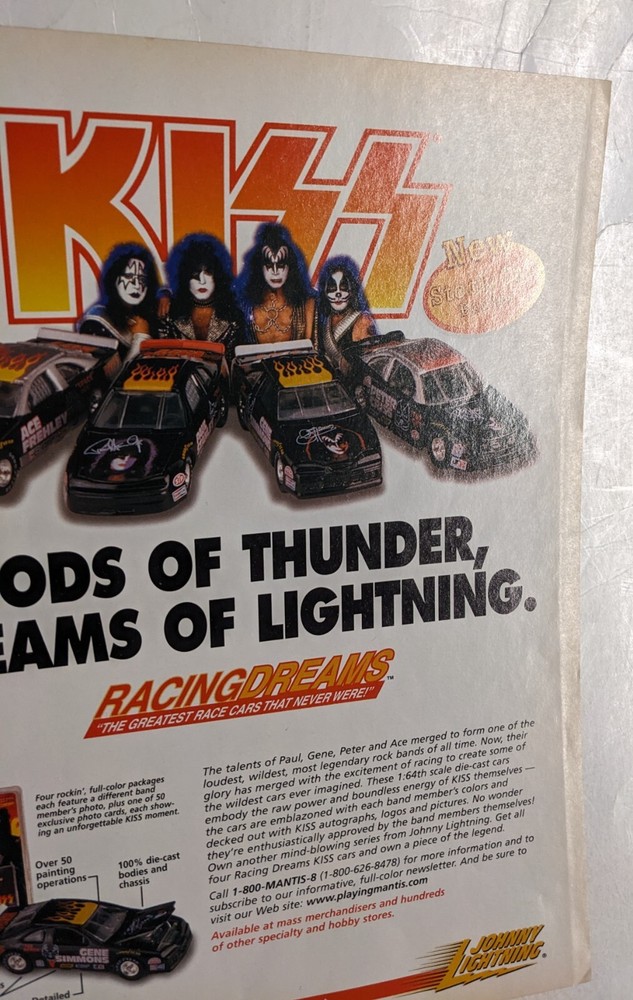 KISS
New
ACE
FREHLEY
ODS OF THUNDER,
EAMS OF LIGHTNING.
RACINGDREAMS™
"THE GREATEST RACE CARS THAT NEVER WERE!"
Four rockin', full-color packages
each feature a different band
member's photo, plus one of 50
exclusive photo cards, each show-
ing an unforgettable KISS moment.
Over 50
painting
operations
100% die-cast
bodies and
chassis
GENE
SIMMONS
Detailed
The talents of Paul, Gene, Peter and Ace merged to form one of the
loudest, wildest, most legendary rock bands of all time. Now, their
glory has merged with the excitement of racing to create some of
the wildest cars ever imagined. These 1:64th scale die-cast cars
embody the raw power and boundless energy of KISS themselves —
the cars are emblazoned with each band member's colors and
decked out with KISS autographs, logos and pictures. No wonder
they're enthusiastically approved by the band members themselves!
Own another mind-blowing series from Johnny Lightning. Get all
four Racing Dreams KISS cars and own a piece of the legend.
Call 1-800-MANTIS-8 (1-800-626-8478) for more information and to
subscribe to our informative, full-color newsletter. And be sure to
visit our Web site: www.playingmantis.com
Available at mass merchandisers and hundreds
of other specialty and hobby stores.
JOHNNY
LIGHTNING®